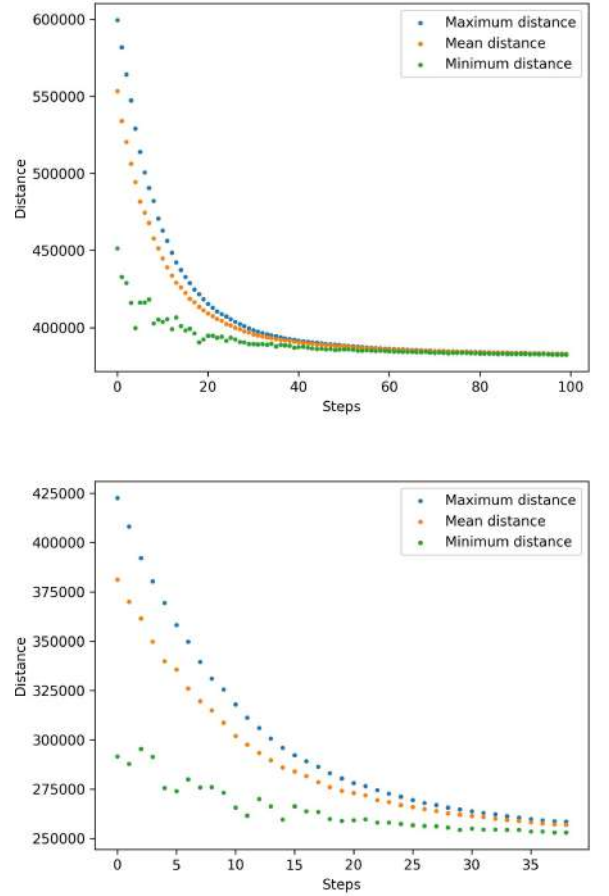 600000
550000
500000
450000
400000
Distance
0 20 40 60 80 100
Steps
Maximum distance
Mean distance
Minimum distance
425000
400000
375000
350000
325000
300000
275000
250000
Distance
0 5 10 15 20 25 30 35
Steps
Maximum distance
Mean distance
Minimum distance